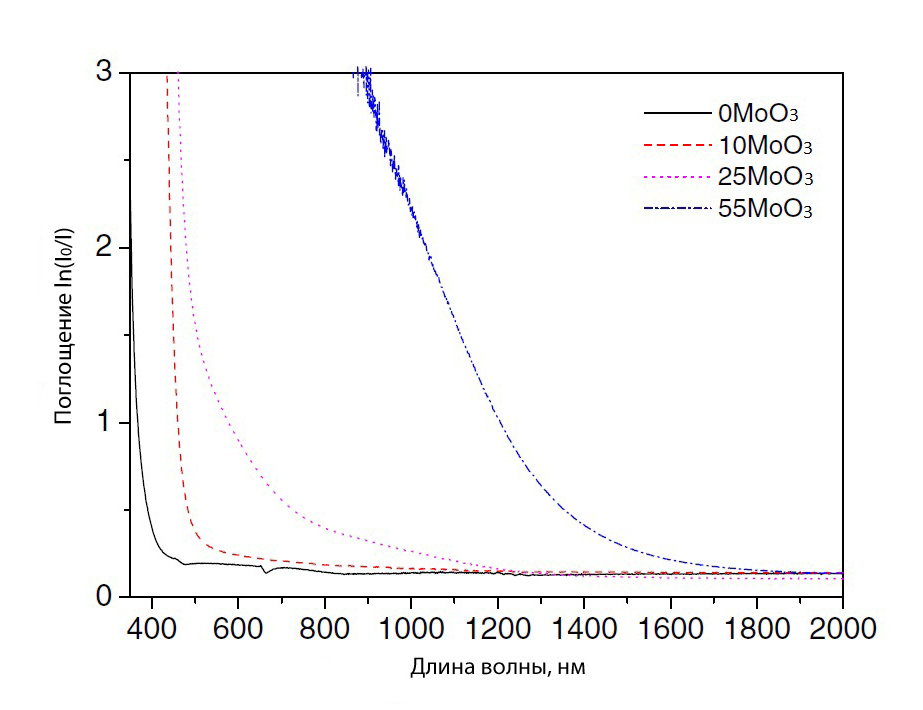 3
2
1
0
Поглощение ln(I₀/I)
0MoO₃
10MoO₃
25MoO₃
55MoO₃
400 600 800 1000 1200 1400 1600 1800 2000
Длина волны, нм